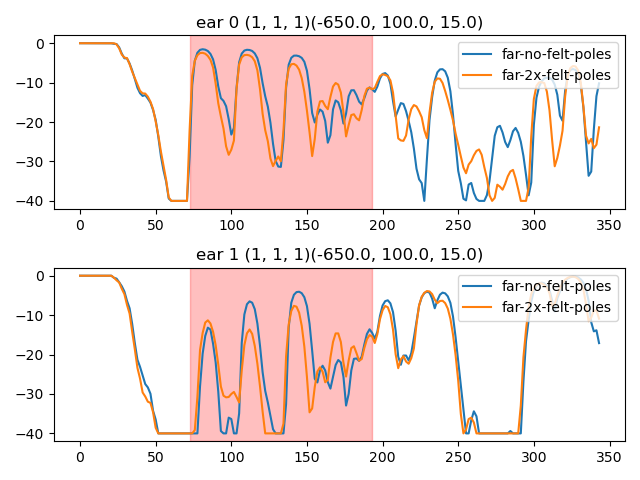 ear 0 (1, 1, 1)(-650.0, 100.0, 15.0)
0
−10
−20
−30
−40
far-no-felt-poles
far-2x-felt-poles
0 50 100 150 200 250 300 350
ear 1 (1, 1, 1)(-650.0, 100.0, 15.0)
0
−10
−20
−30
−40
far-no-felt-poles
far-2x-felt-poles
0 50 100 150 200 250 300 350